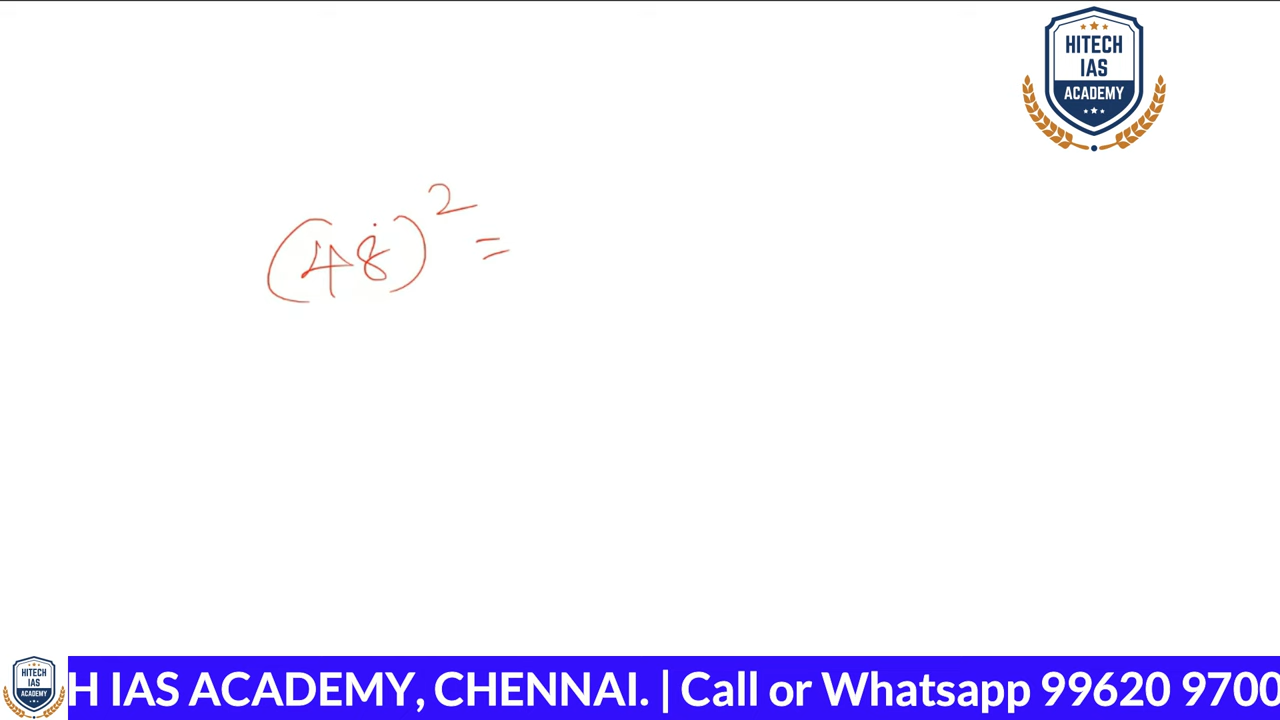 HITECH
IAS
ACADEMY
(48)² =
HITECH
IAS
ACADEMY
H IAS ACADEMY, CHENNAI. | Call or Whatsapp 99620 9700